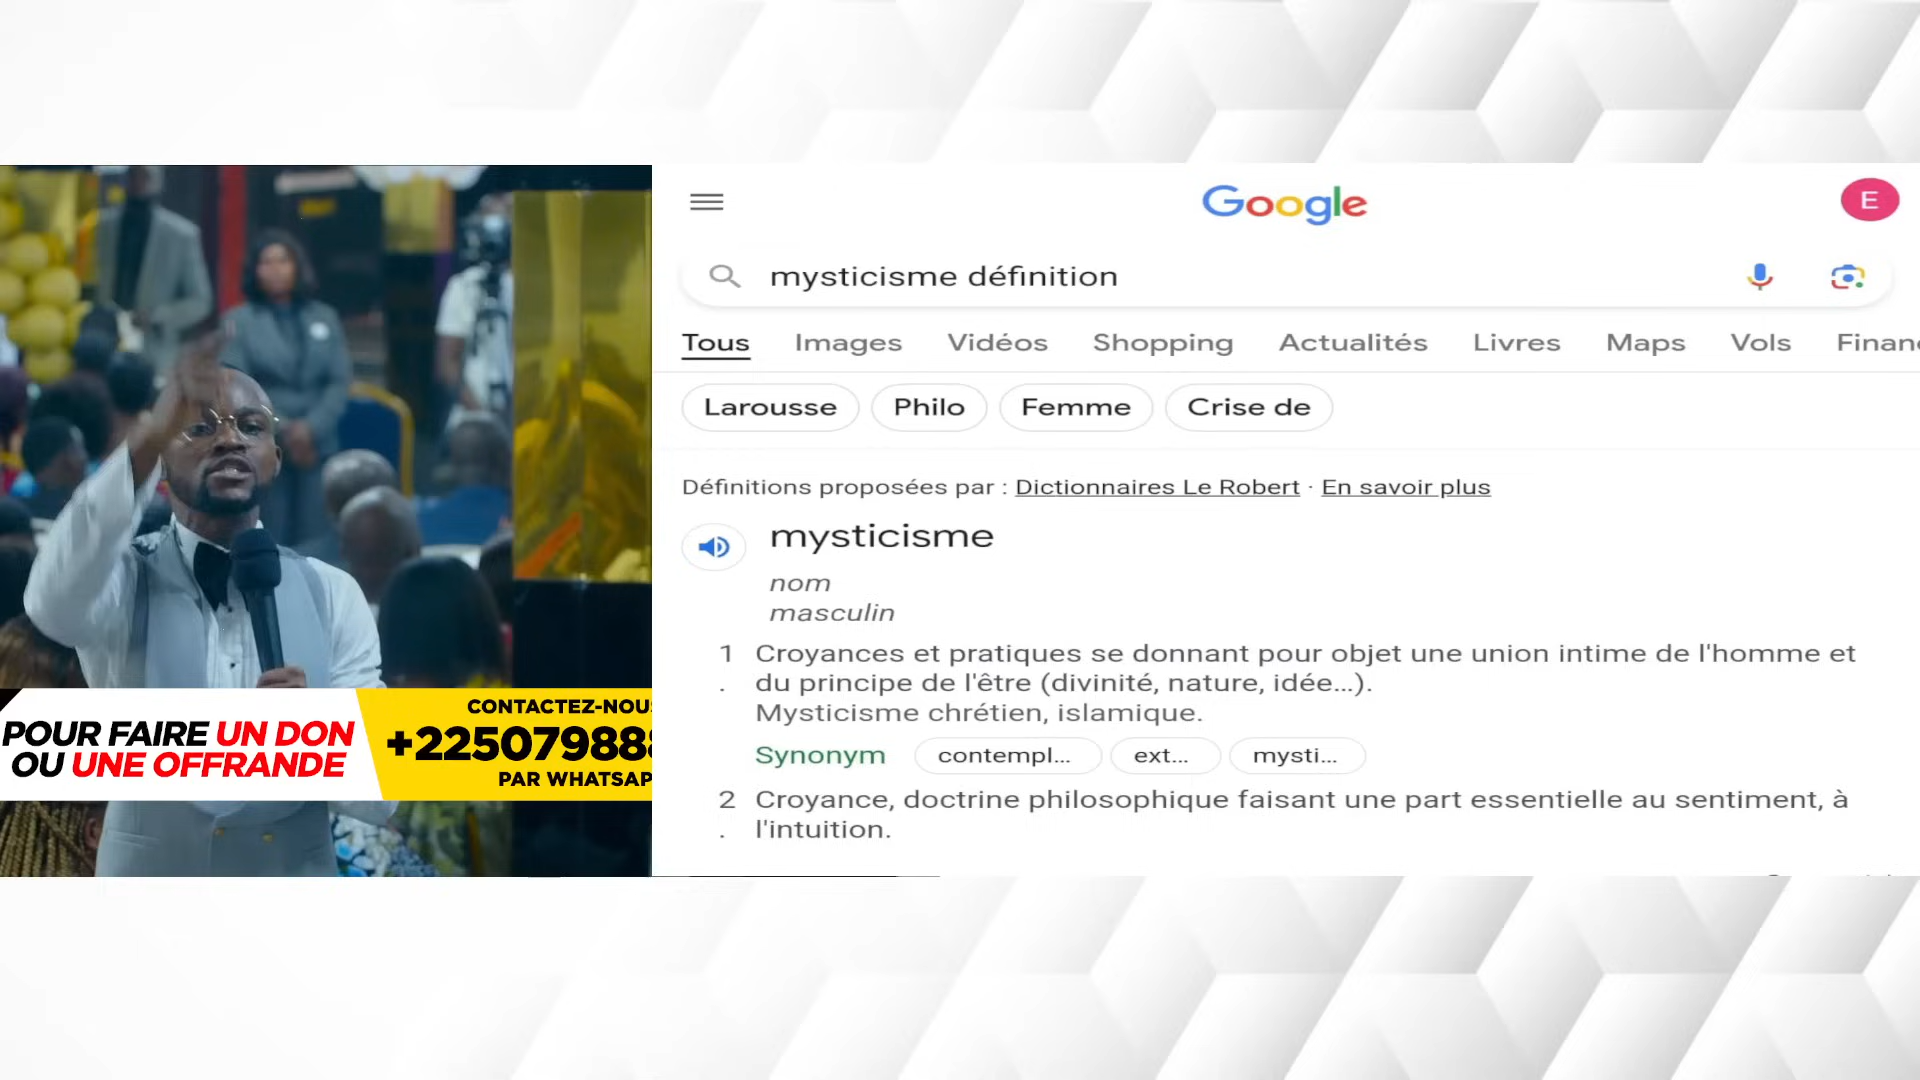 POUR FAIRE UN DON
OU UNE OFFRANDE
CONTACTEZ-NOUS
+225079888
PAR WHATSAP
Google
E
mysticisme définition
Tous Images Vidéos Shopping Actualités Livres Maps Vols Finan
Larousse Philo Femme Crise de
Définitions proposées par : Dictionnaires Le Robert · En savoir plus
mysticisme
nom
masculin
1. Croyances et pratiques se donnant pour objet une union intime de l'homme et
du principe de l'être (divinité, nature, idée...).
Mysticisme chrétien, islamique.
Synonym contempl... ext... mysti...
2. Croyance, doctrine philosophique faisant une part essentielle au sentiment, à
l'intuition.